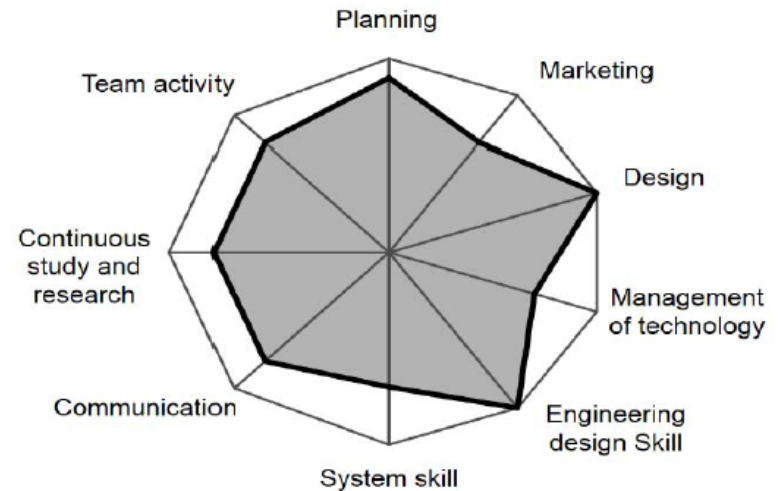 Planning
Marketing
Team activity
Design
Continuous
study and
research
Management
of technology
Communication
Engineering
design Skill
System skill